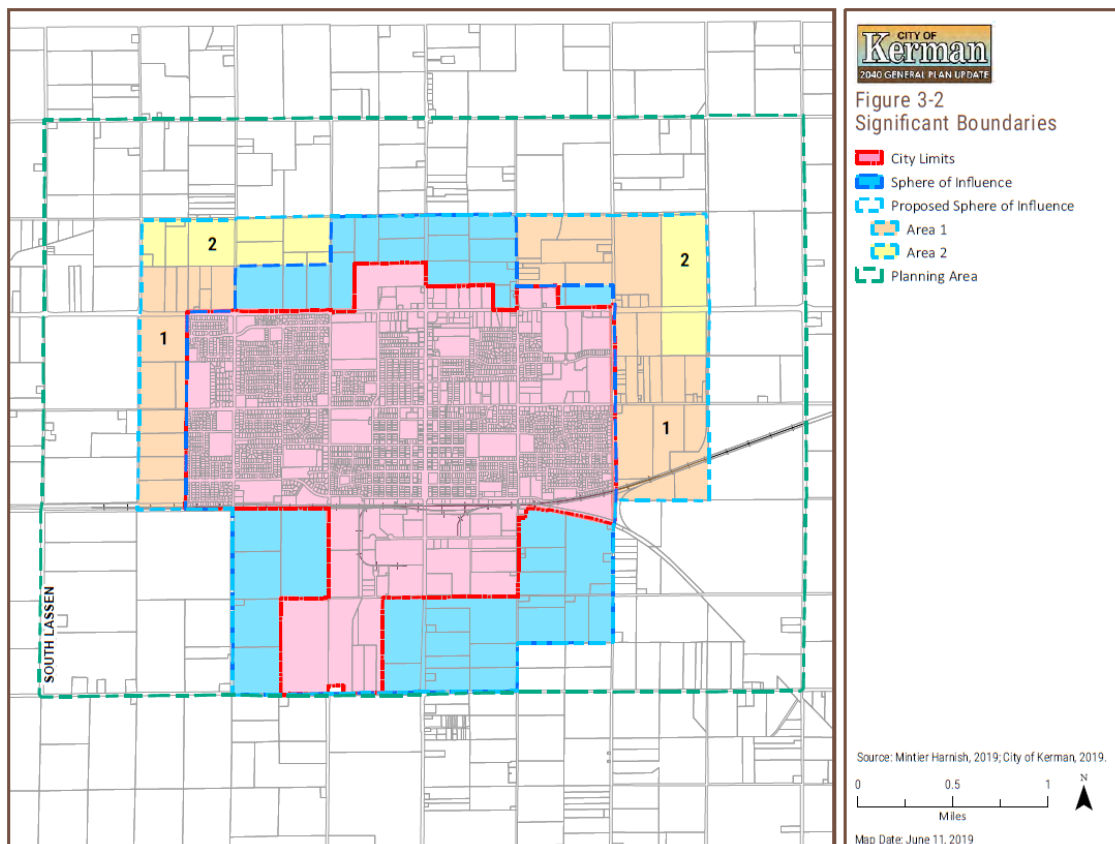 2
2
1
1
SOUTH LASSEN
CITY OF
Kerman
2040 GENERAL PLAN UPDATE
Figure 3-2
Significant Boundaries
City Limits
Sphere of Influence
Proposed Sphere of Influence
Area 1
Area 2
Planning Area
Source: Mintier Harnish, 2019; City of Kerman, 2019.
N
0 0.5 1
Miles
Map Date: June 11, 2019